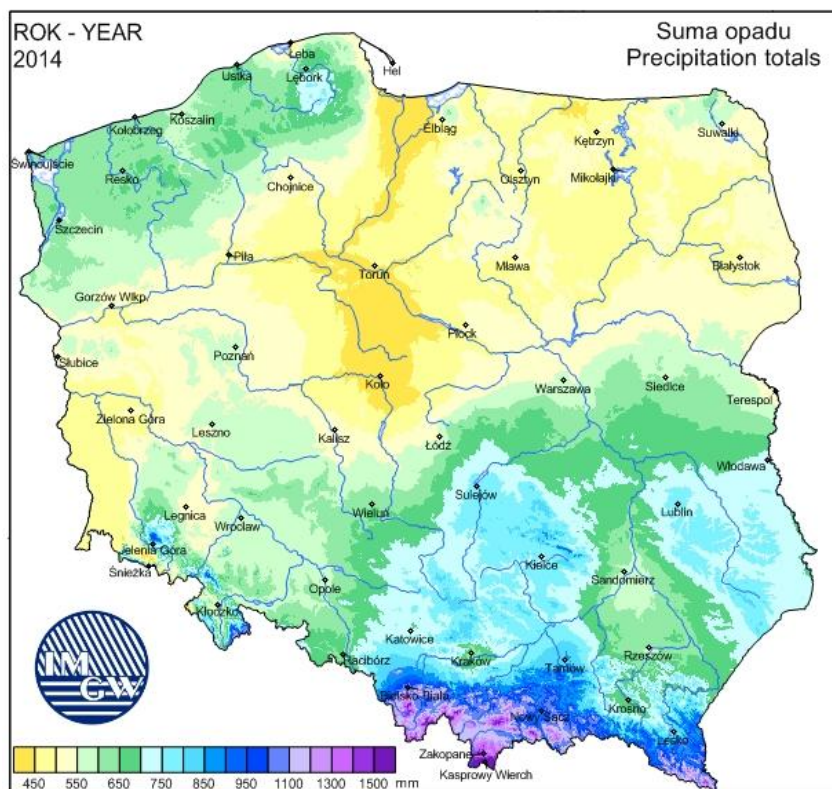 ROK - YEAR
2014
Suma opadu
Precipitation totals
Łeba
Hel
Ustka
Lębork
Koszalin
Kołobrzeg
Elbląg
Suwałki
Kętrzyn
Świnoujście
Resko
Chojnice
Olsztyn
Mikołajki
Szczecin
Piła
Toruń
Mława
Białystok
Gorzów Wlkp.
Płock
Słubice
Poznań
Koło
Warszawa
Siedlce
Terespol
Zielona Góra
Leszno
Kalisz
Łódź
Włodawa
Sulejów
Legnica
Wrocław
Wieluń
Lublin
Jelenia Góra
Kielce
Śnieżka
Opole
Sandomierz
Kłodzko
Katowice
Racibórz
Kraków
Tarnów
Rzeszów
Bielsko-Biała
Nowy Sącz
Krosno
Lesko
Zakopane
Kasprowy Wierch
IM
GW
450 550 650 750 850 950 1100 1300 1500 mm